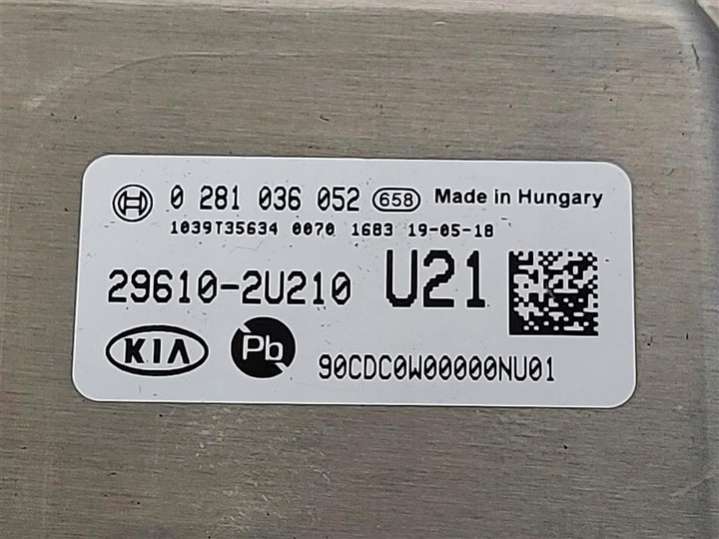 0 281 036 052 658 Made in Hungary
1039T35634 0070 1683 19-05-18
29610-2U210 U21
KIA Pb
90CDC0W00000NU01